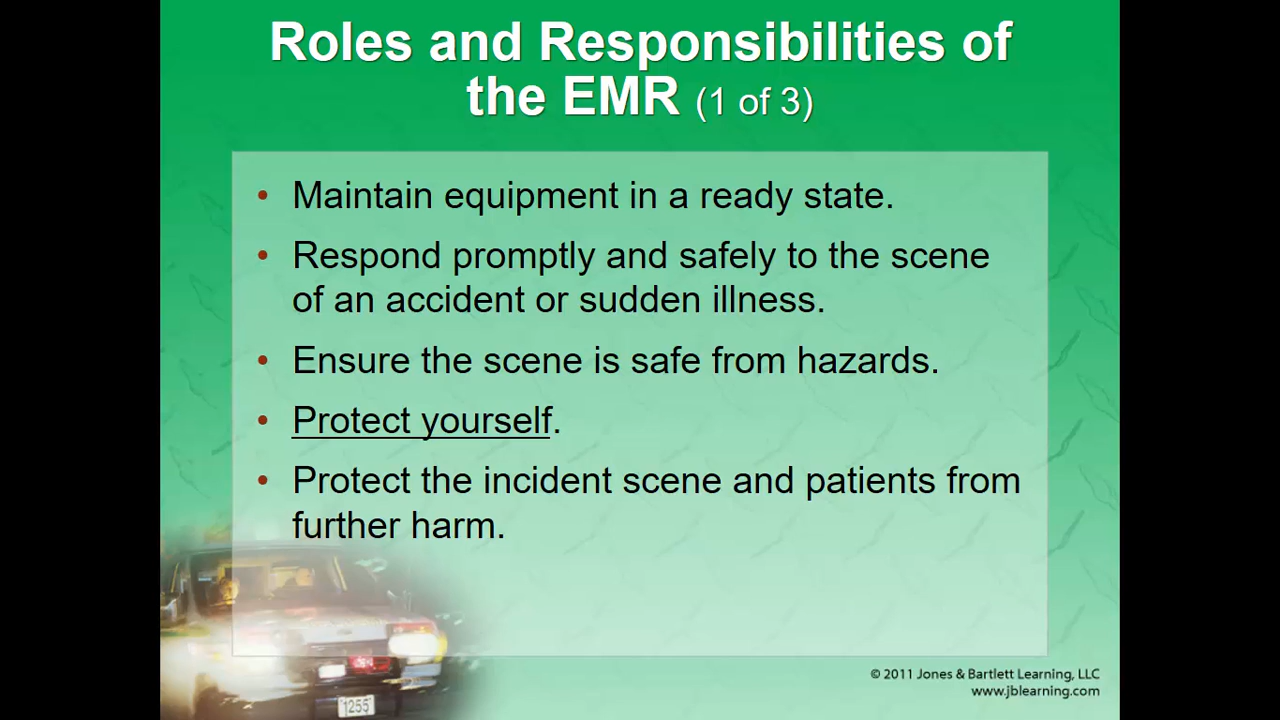 Roles and Responsibilities of
the EMR (1 of 3)
• Maintain equipment in a ready state.
• Respond promptly and safely to the scene
of an accident or sudden illness.
• Ensure the scene is safe from hazards.
• Protect yourself.
• Protect the incident scene and patients from
further harm.
1255
© 2011 Jones & Bartlett Learning, LLC
www.jblearning.com